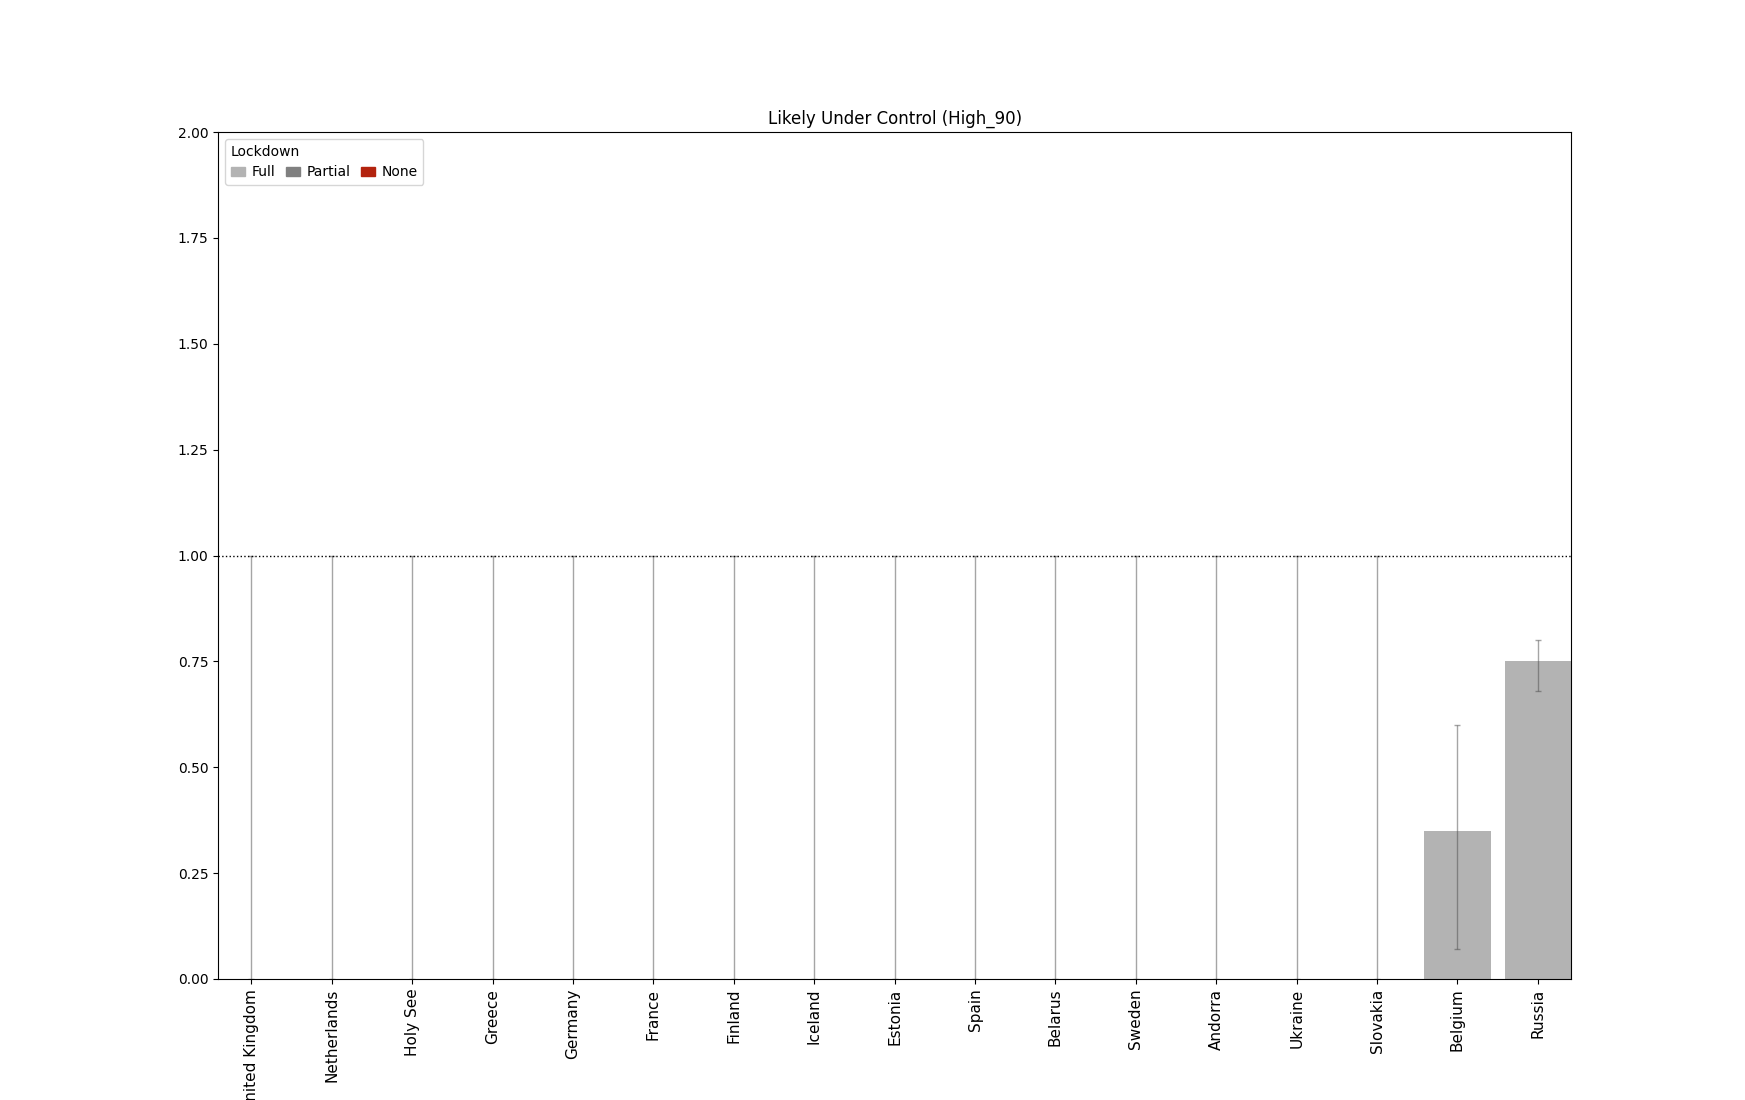 Likely Under Control (High_90)
Lockdown
Full Partial None
2.00
1.75
1.50
1.25
1.00
0.75
0.50
0.25
0.00
nited Kingdom
Netherlands
Holy See
Greece
Germany
France
Finland
Iceland
Estonia
Spain
Belarus
Sweden
Andorra
Ukraine
Slovakia
Belgium
Russia